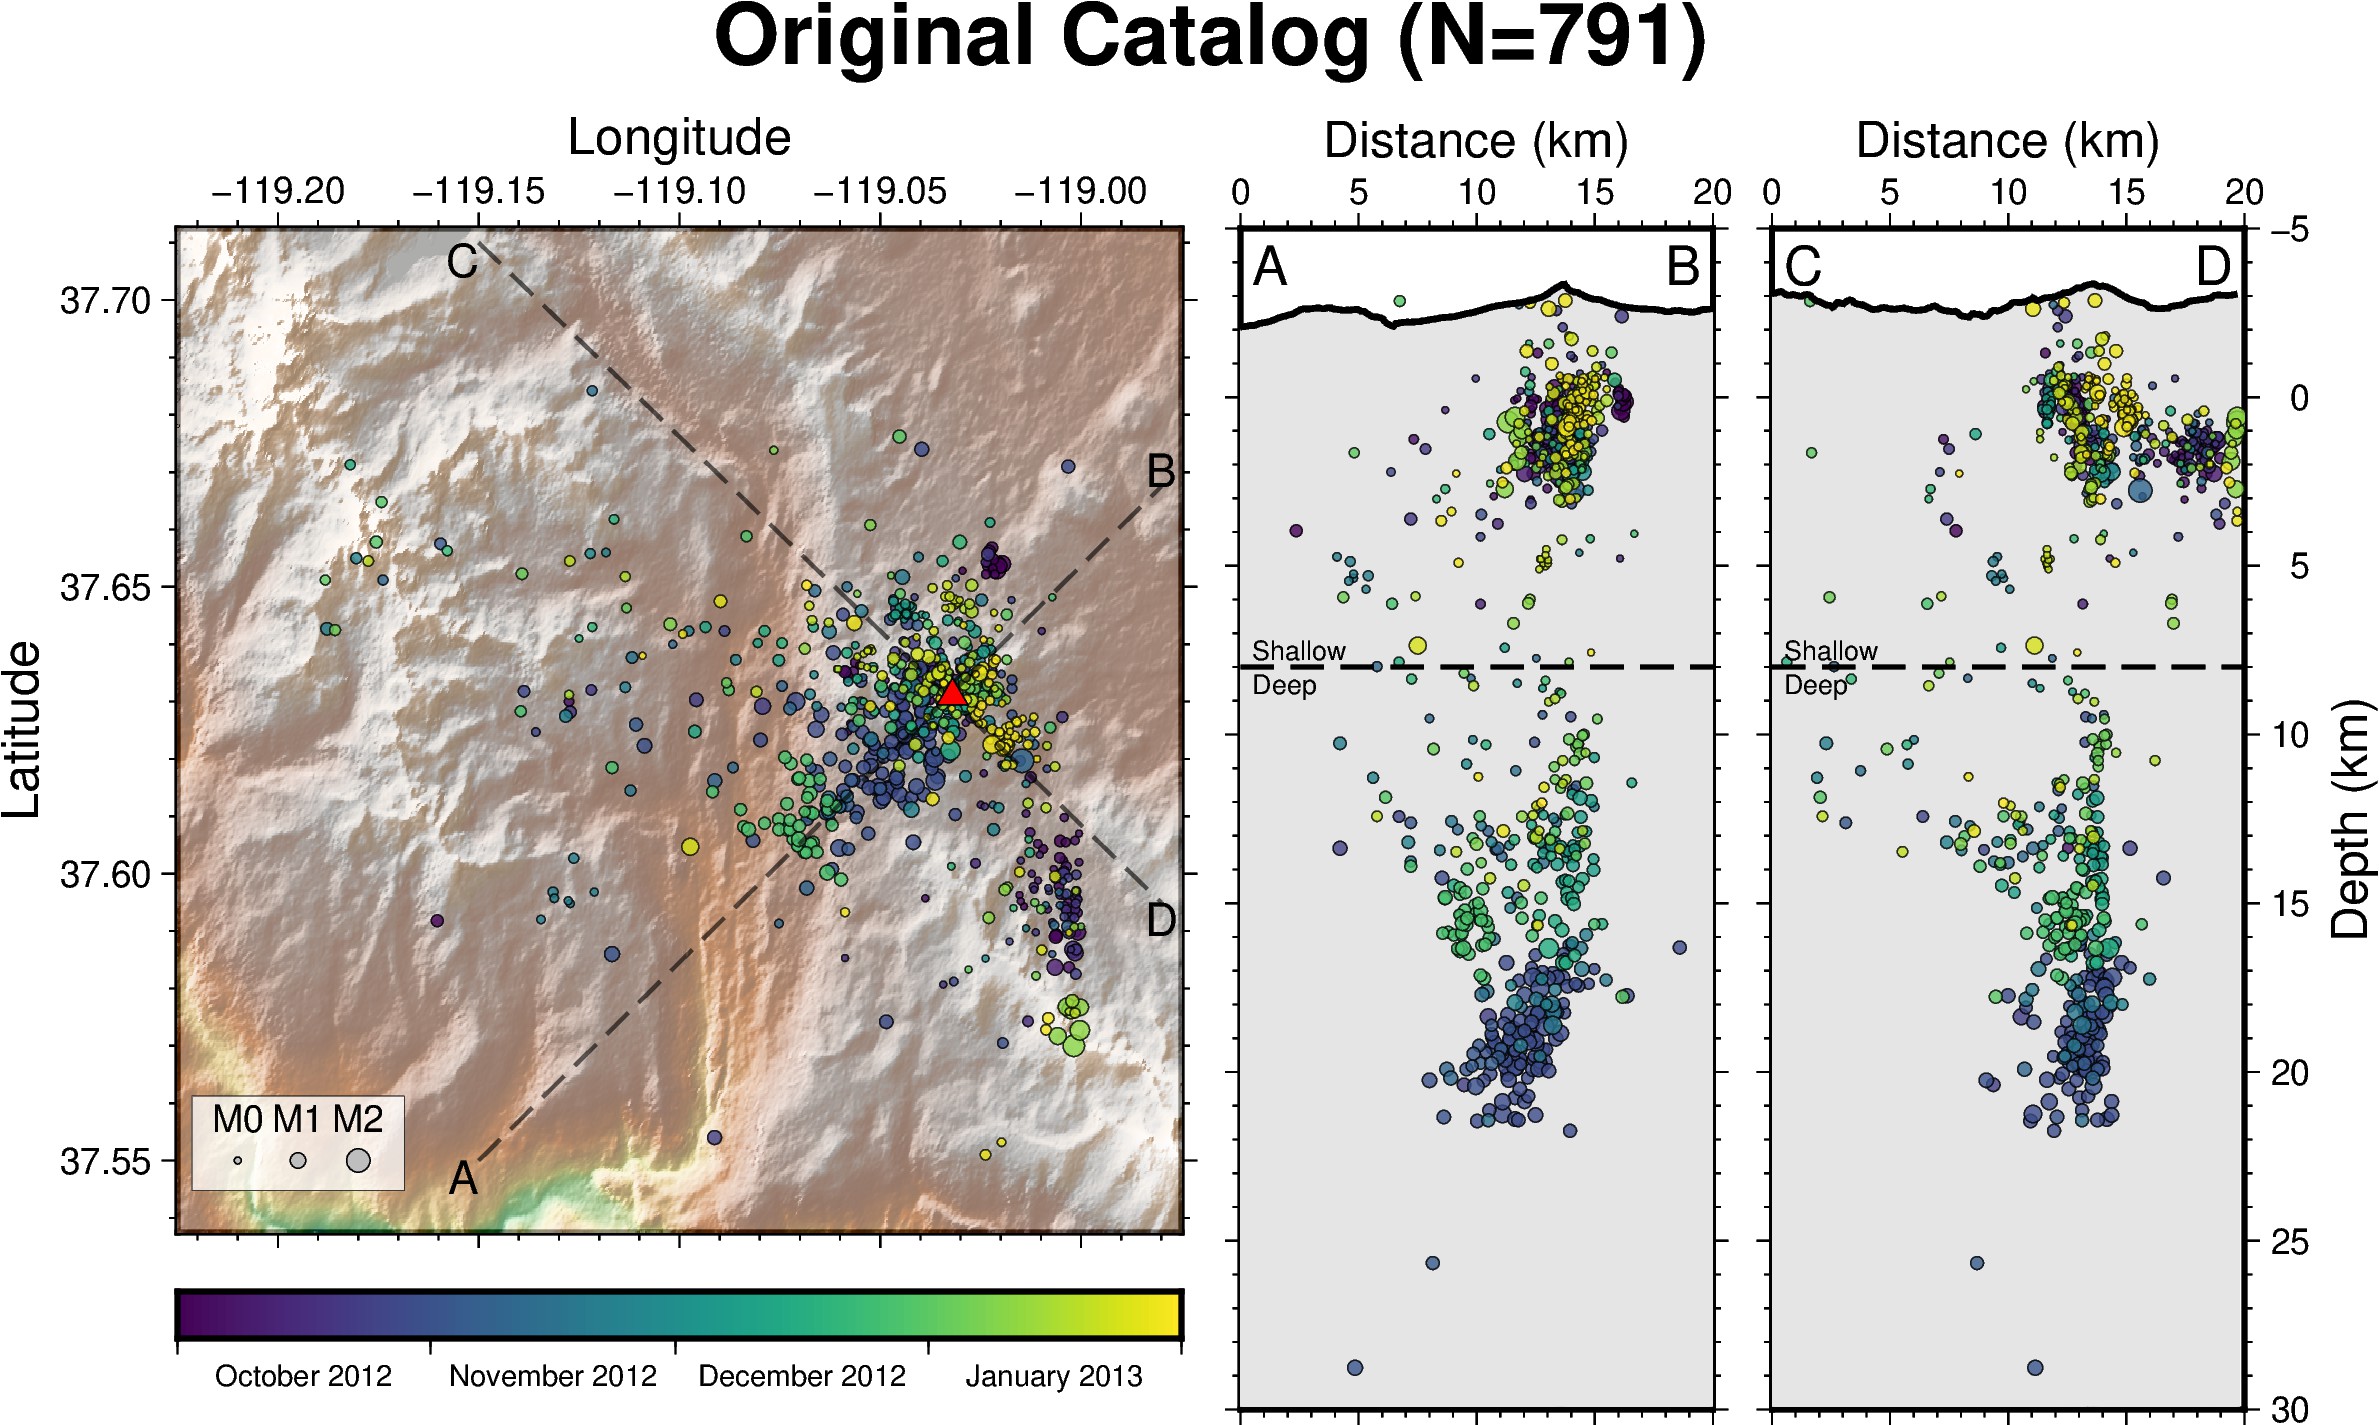 Original Catalog (N=791)
Longitude
−119.20 −119.15 −119.10 −119.05 −119.00
Latitude
37.70
37.65
37.60
37.55
C
B
D
A
M0 M1 M2
October 2012 November 2012 December 2012 January 2013
Distance (km)
0 5 10 15 20
A B
Shallow
Deep
Distance (km)
0 5 10 15 20
C D
Shallow
Deep
−5
0
5
10
15
20
25
30
Depth (km)